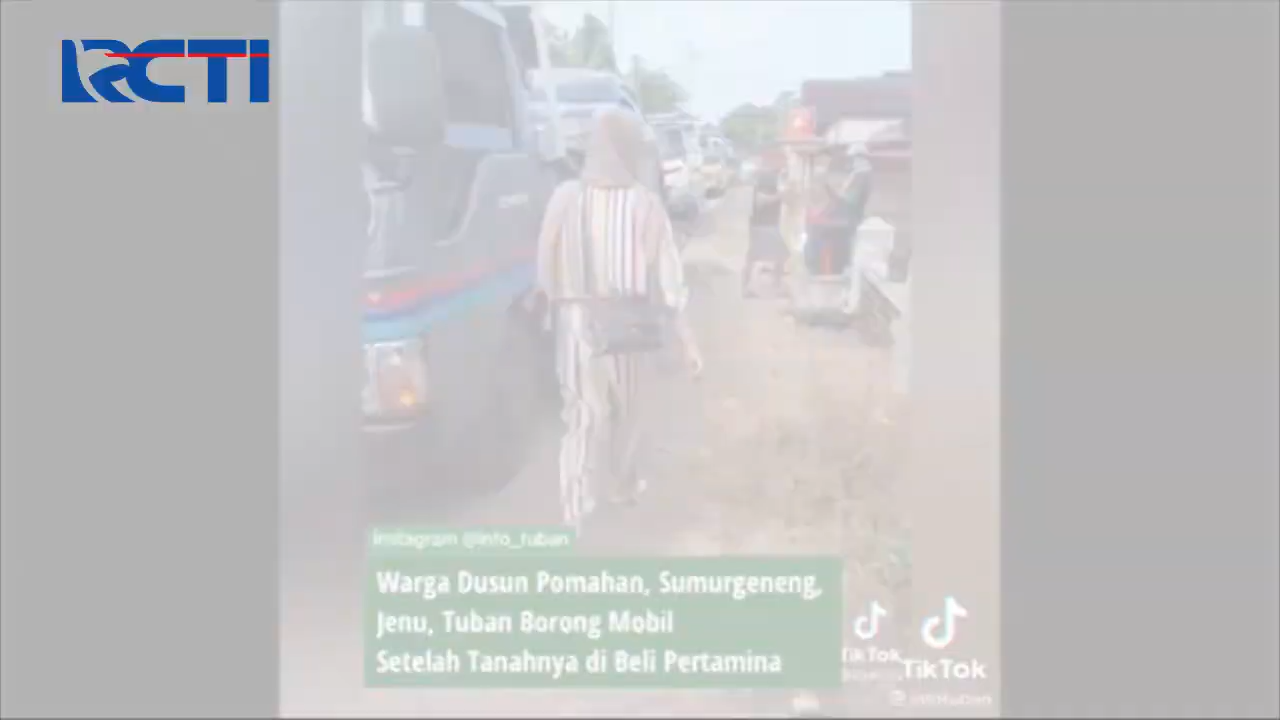 RCTI
Instagram @info_tuban
Warga Dusun Pomahan, Sumurgeneng,
Jenu, Tuban Borong Mobil
Setelah Tanahnya di Beli Pertamina
TikTok
TikTok